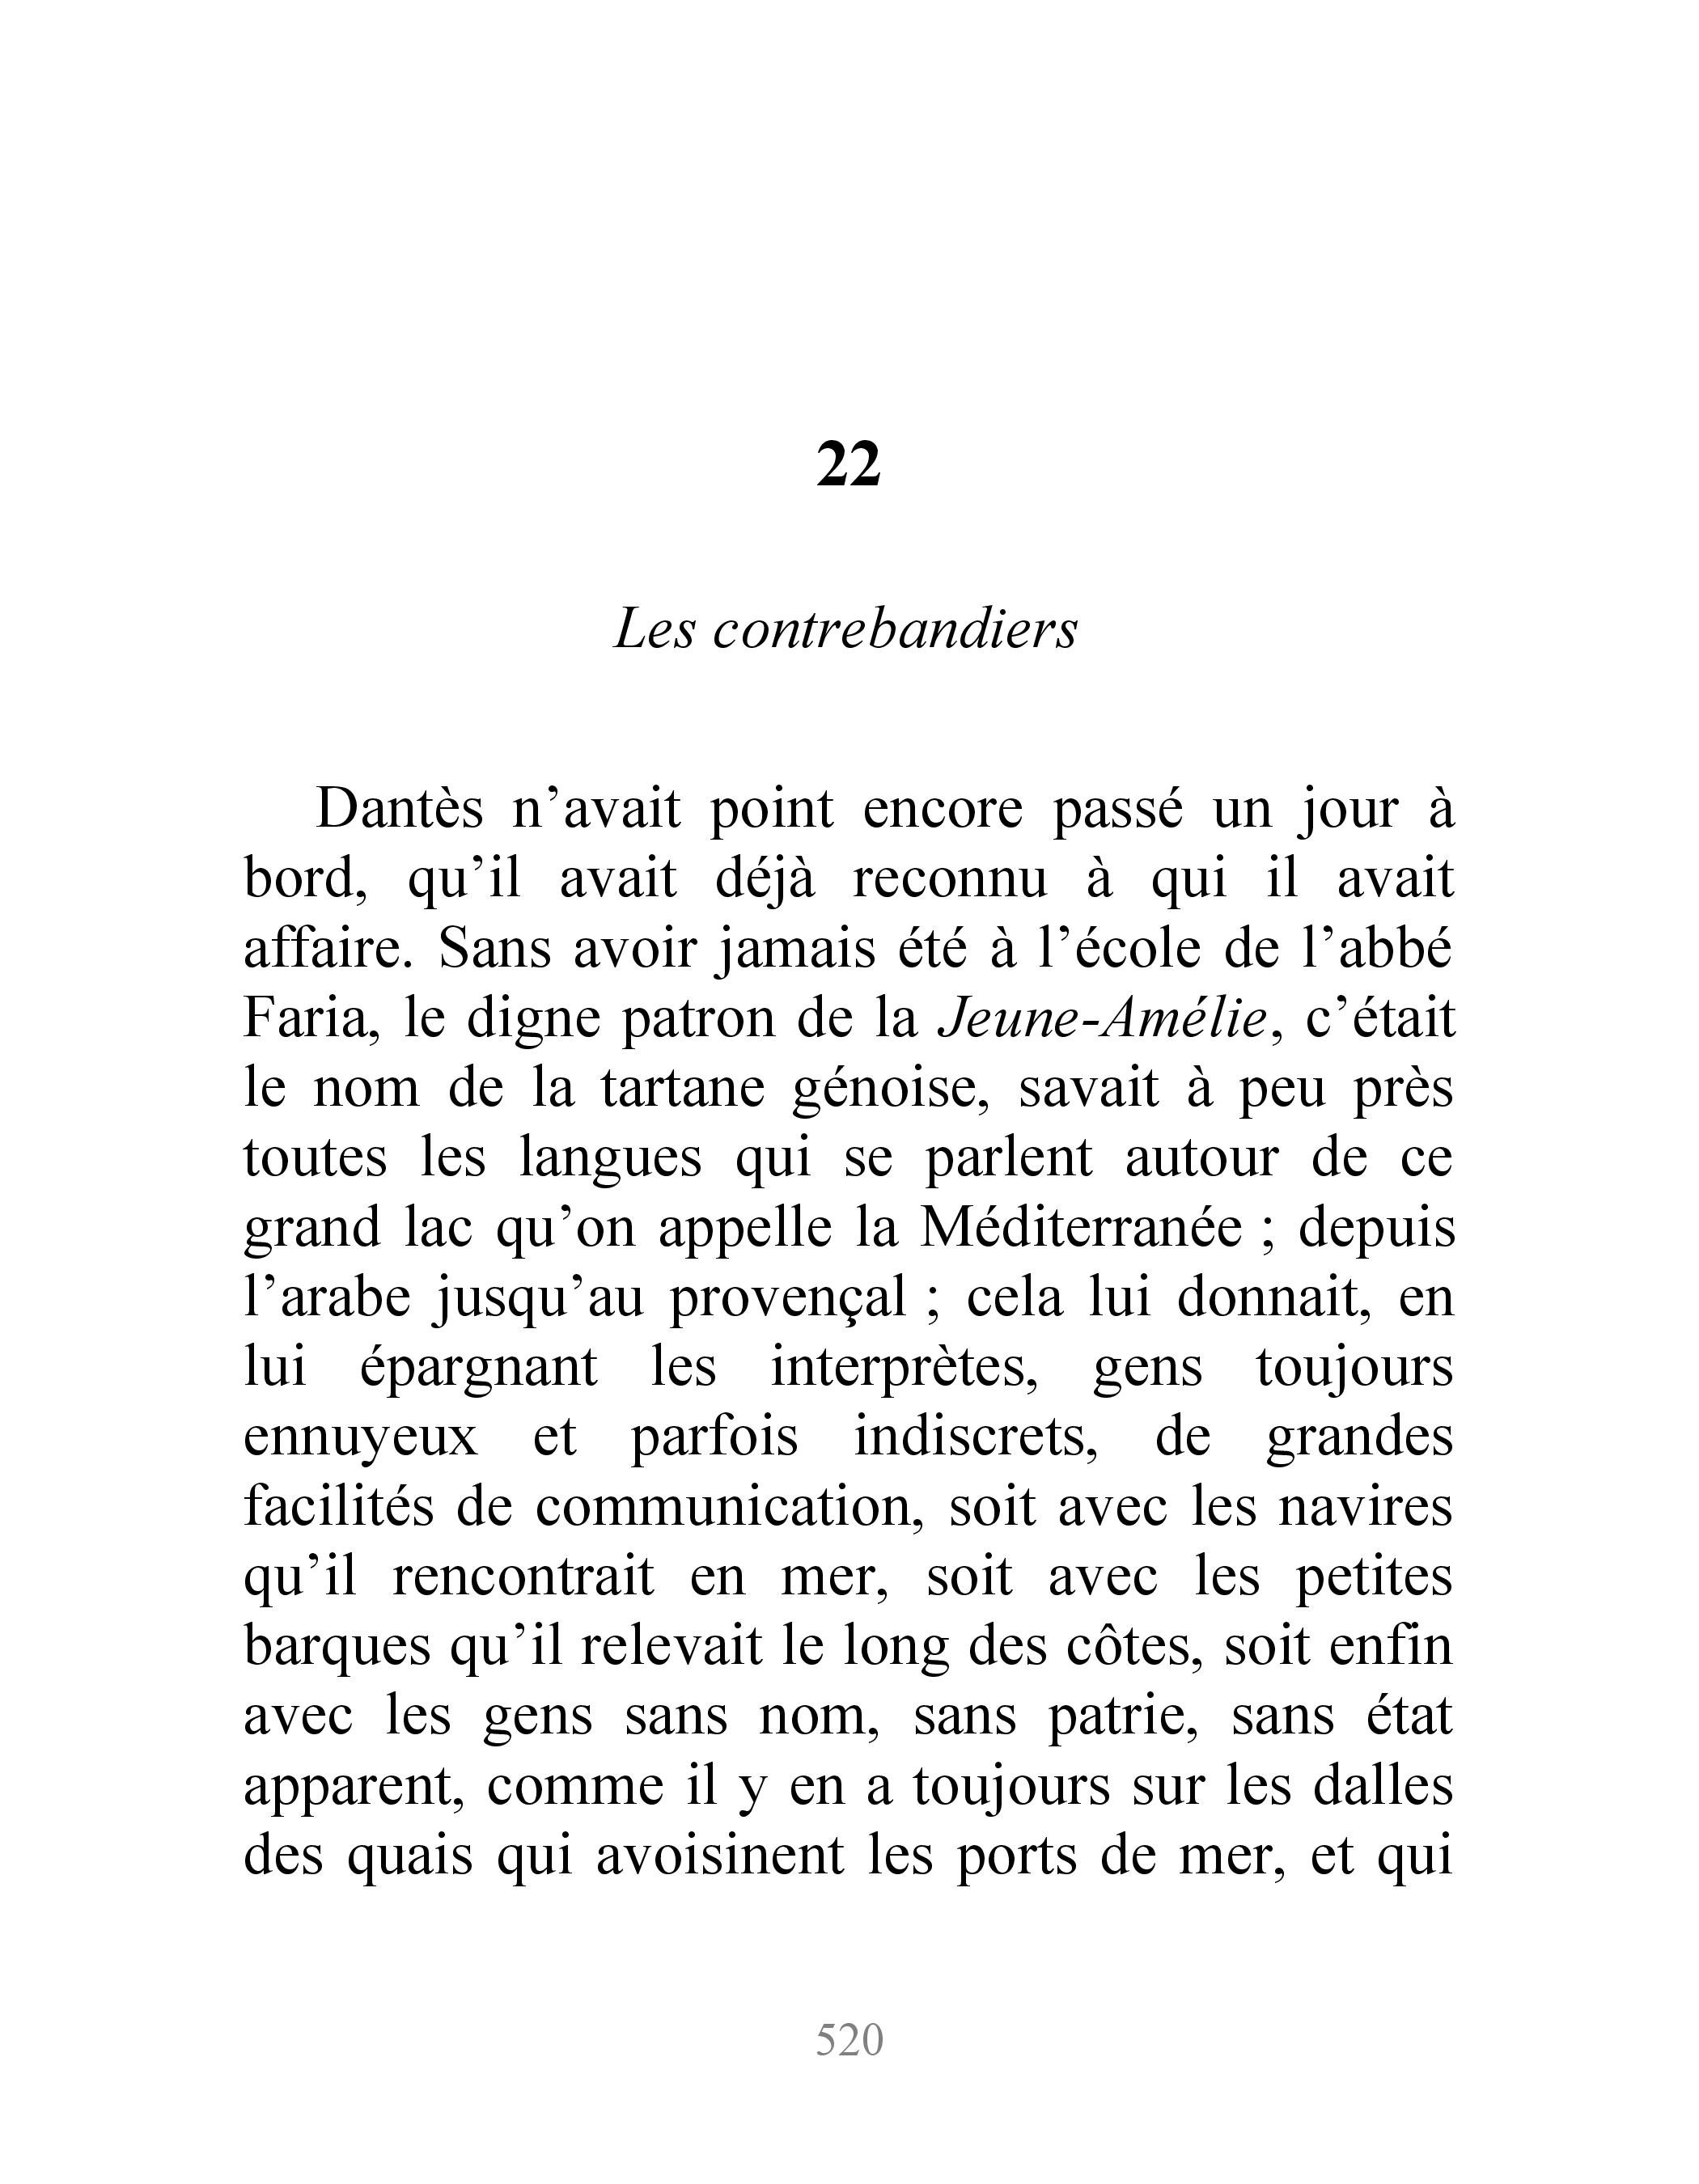 22
Les contrebandiers
Dantès n’avait point encore passé un jour à
bord, qu’il avait déjà reconnu à qui il avait
affaire. Sans avoir jamais été à l’école de l’abbé
Faria, le digne patron de la Jeune-Amélie, c’était
le nom de la tartane génoise, savait à peu près
toutes les langues qui se parlent autour de ce
grand lac qu’on appelle la Méditerranée ; depuis
l’arabe jusqu’au provençal ; cela lui donnait, en
lui épargnant les interprètes, gens toujours
ennuyeux et parfois indiscrets, de grandes
facilités de communication, soit avec les navires
qu’il rencontrait en mer, soit avec les petites
barques qu’il relevait le long des côtes, soit enfin
avec les gens sans nom, sans patrie, sans état
apparent, comme il y en a toujours sur les dalles
des quais qui avoisinent les ports de mer, et qui
520